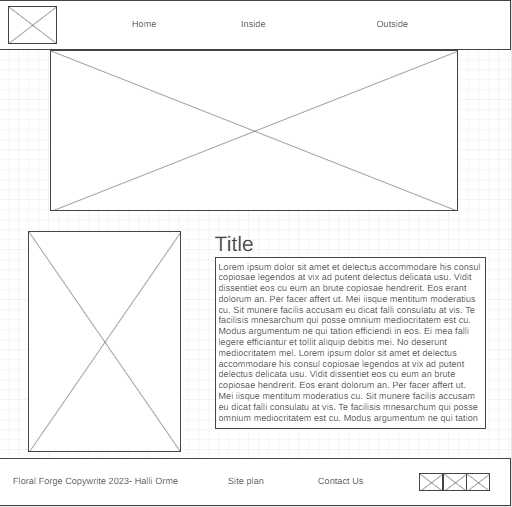 Home Inside Outside
Title
Lorem ipsum dolor sit amet et delectus accommodare his consul
copiosae legendos at vix ad putent delectus delicata usu. Vidit
dissentiet eos cu eum an brute copiosae hendrerit. Eos erant
dolorum an. Per facer affert ut. Mei iisque mentitum moderatius
cu. Sit munere facilis accusam eu dicat falli consulatu at vis. Te
facilisis mnesarchum qui posse omnium mediocritatem est cu.
Modus argumentum ne qui tation efficiendi in eos. Ei mea falli
legere efficiantur et tollit aliquip debitis mei. No deserunt
mediocritatem mel. Lorem ipsum dolor sit amet et delectus
accommodare his consul copiosae legendos at vix ad putent
delectus delicata usu. Vidit dissentiet eos cu eum an brute
copiosae hendrerit. Eos erant dolorum an. Per facer affert ut.
Mei iisque mentitum moderatius cu. Sit munere facilis accusam
eu dicat falli consulatu at vis. Te facilisis mnesarchum qui posse
omnium mediocritatem est cu. Modus argumentum ne qui tation
Floral Forge Copywrite 2023- Halli Orme Site plan Contact Us